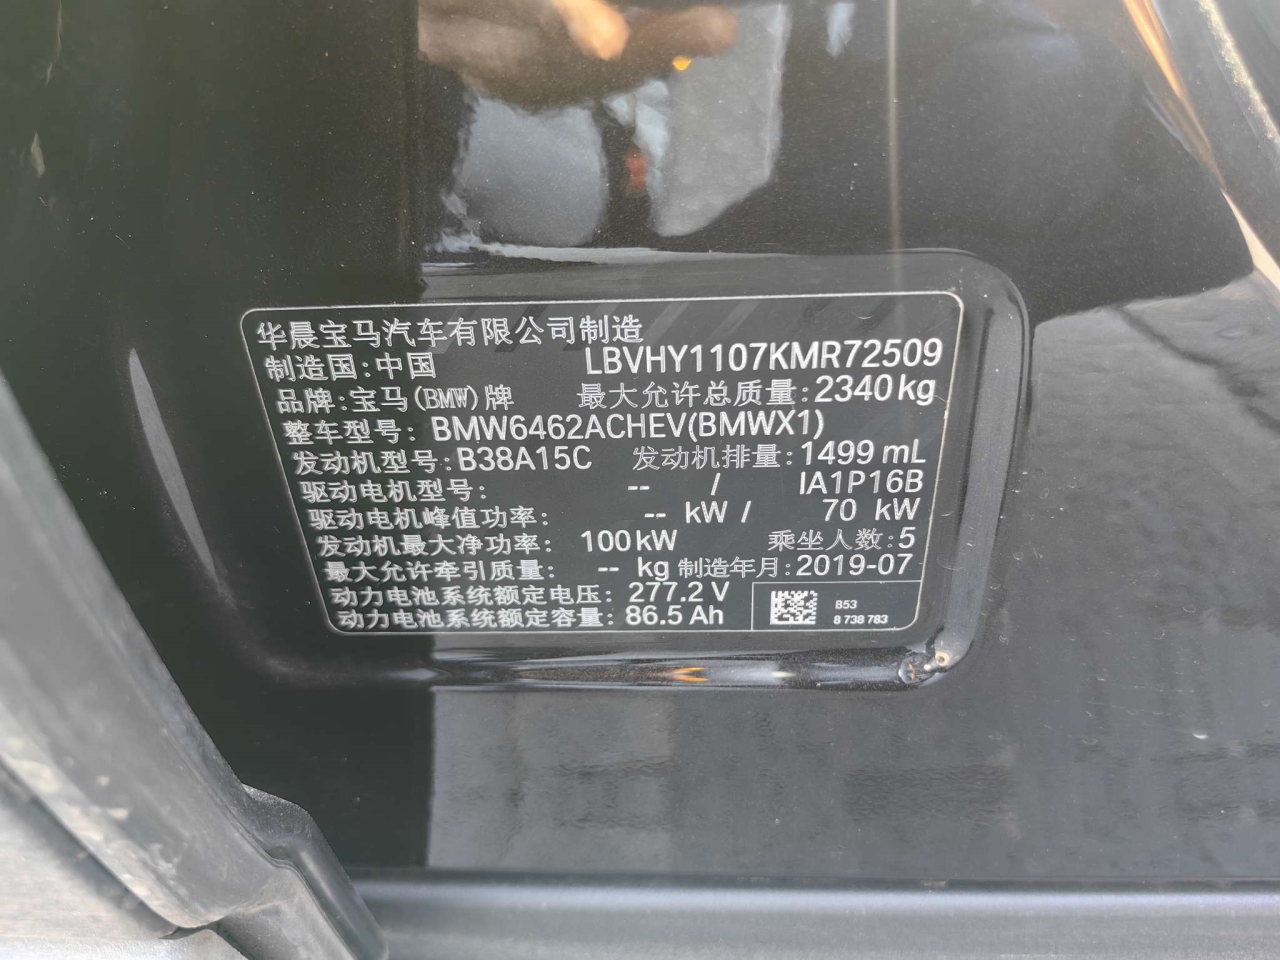 华晨宝马汽车有限公司制造
制造国:中国 LBVHY1107KMR72509
品牌:宝马(BMW)牌 最大允许总质量:2340kg
整车型号: BMW6462ACHEV(BMWX1)
发动机型号:B38A15C 发动机排量:1499 mL
驱动电机型号: -- / IA1P16B
驱动电机峰值功率: -- kW / 70 kW
发动机最大净功率: 100kW 乘坐人数:5
最大允许牵引质量: -- kg 制造年月:2019-07
动力电池系统额定电压: 277.2 V
动力电池系统额定容量: 86.5 Ah
B53
8 738 783